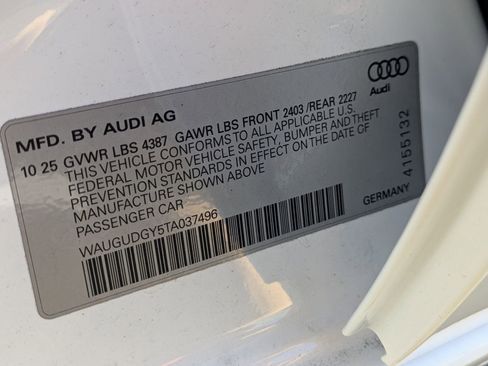 MFD. BY AUDI AG
Audi
10 25 GVWR LBS 4387 GAWR LBS FRONT 2403 /REAR 2227
THIS VEHICLE CONFORMS TO ALL APPLICABLE U.S.
FEDERAL MOTOR VEHICLE SAFETY, BUMPER AND THEFT
PREVENTION STANDARDS IN EFFECT ON THE DATE OF
MANUFACTURE SHOWN ABOVE
PASSENGER CAR
WAUGUDGY5TA037496
GERMANY
4155132